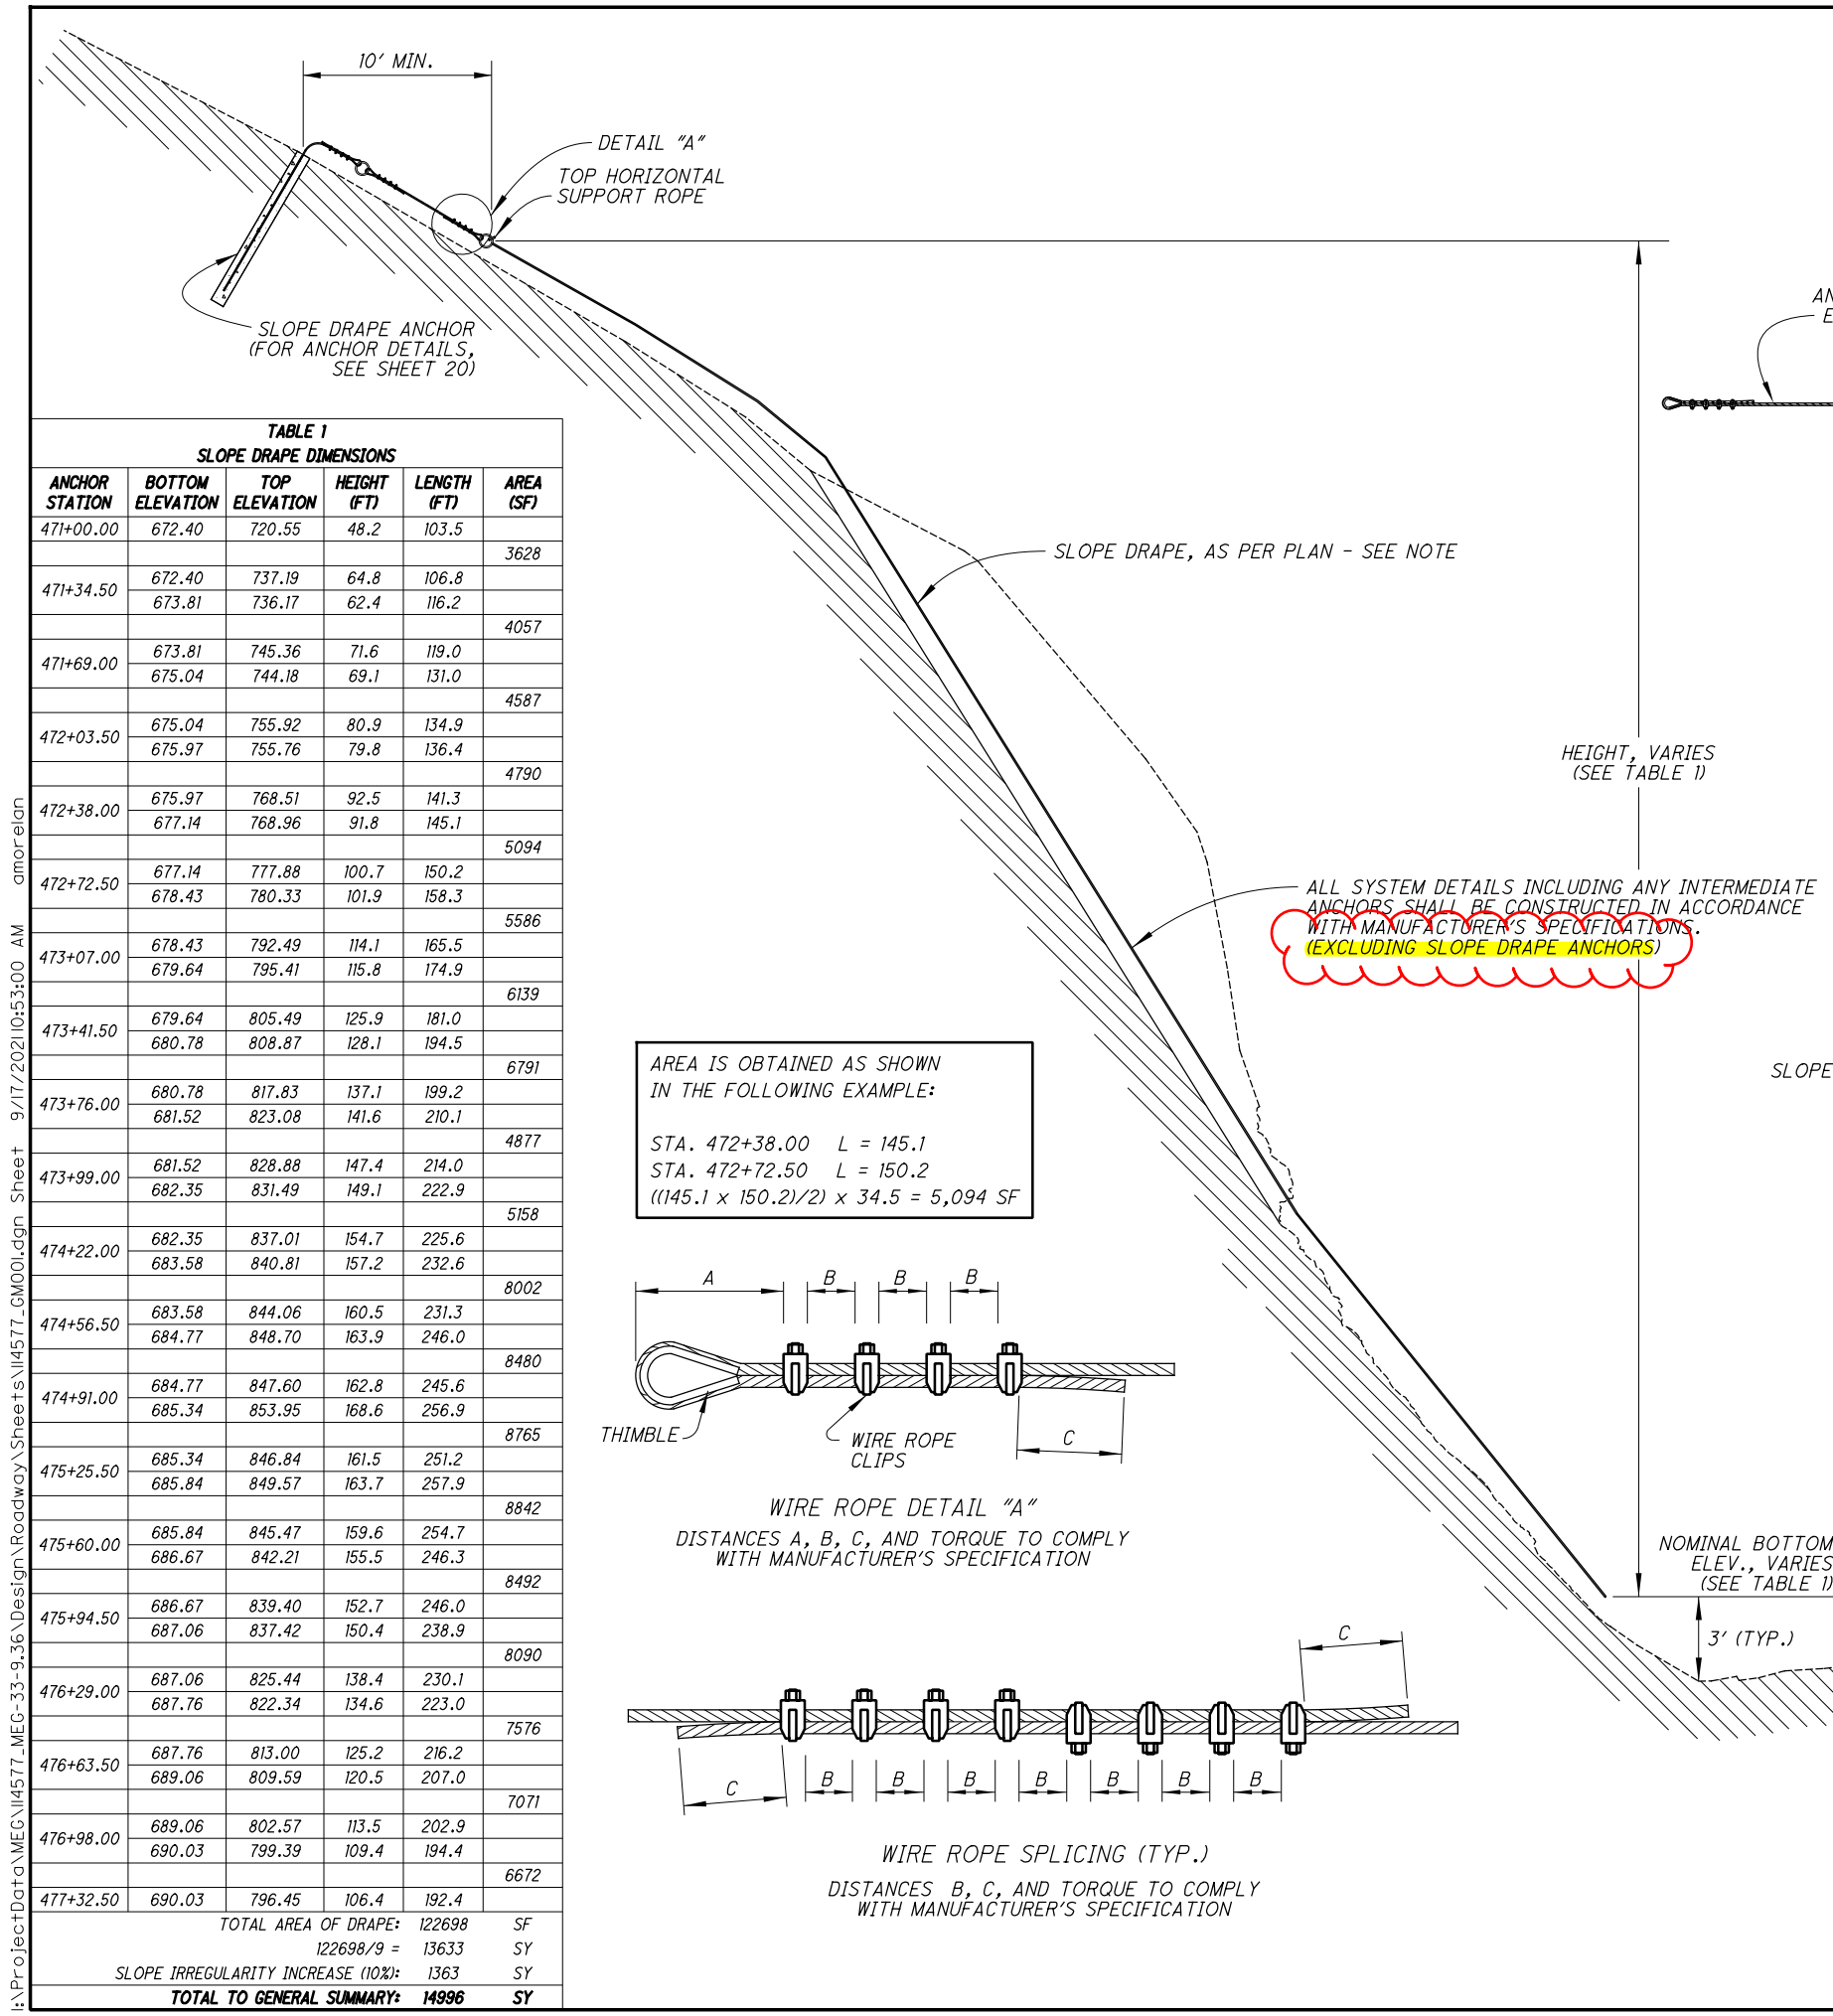 10' MIN.
DETAIL "A"
TOP HORIZONTAL
SUPPORT ROPE
SLOPE DRAPE ANCHOR
(FOR ANCHOR DETAILS,
SEE SHEET 20)
AN
E
TABLE 1
SLOPE DRAPE DIMENSIONS
ANCHOR STATION BOTTOM ELEVATION TOP ELEVATION HEIGHT (FT) LENGTH (FT) AREA (SF)
471+00.00 672.40 720.55 48.2 103.5
3628
471+34.50 672.40 737.19 64.8 106.8
673.81 736.17 62.4 116.2
4057
471+69.00 673.81 745.36 71.6 119.0
675.04 744.18 69.1 131.0
4587
472+03.50 675.04 755.92 80.9 134.9
675.97 755.76 79.8 136.4
4790
472+38.00 675.97 768.51 92.5 141.3
677.14 768.96 91.8 145.1
5094
472+72.50 677.14 777.88 100.7 150.2
678.43 780.33 101.9 158.3
5586
473+07.00 678.43 792.49 114.1 165.5
679.64 795.41 115.8 174.9
6139
473+41.50 679.64 805.49 125.9 181.0
680.78 808.87 128.1 194.5
6791
473+76.00 680.78 817.83 137.1 199.2
681.52 823.08 141.6 210.1
4877
473+99.00 681.52 828.88 147.4 214.0
682.35 831.49 149.1 222.9
5158
474+22.00 682.35 837.01 154.7 225.6
683.58 840.81 157.2 232.6
8002
474+56.50 683.58 844.06 160.5 231.3
684.77 848.70 163.9 246.0
8480
474+91.00 684.77 847.60 162.8 245.6
685.34 853.95 168.6 256.9
8765
475+25.50 685.34 846.84 161.5 251.2
685.84 849.57 163.7 257.9
8842
475+60.00 685.84 845.47 159.6 254.7
686.67 842.21 155.5 246.3
8492
475+94.50 686.67 839.40 152.7 246.0
687.06 837.42 150.4 238.9
8090
476+29.00 687.06 825.44 138.4 230.1
687.76 822.34 134.6 223.0
7576
476+63.50 687.76 813.00 125.2 216.2
689.06 809.59 120.5 207.0
7071
476+98.00 689.06 802.57 113.5 202.9
690.03 799.39 109.4 194.4
6672
477+32.50 690.03 796.45 106.4 192.4
TOTAL AREA OF DRAPE: 122698 SF
122698/9 = 13633 SY
SLOPE IRREGULARITY INCREASE (10%): 1363 SY
TOTAL TO GENERAL SUMMARY: 14996 SY
SLOPE DRAPE, AS PER PLAN - SEE NOTE
HEIGHT, VARIES
(SEE TABLE 1)
ALL SYSTEM DETAILS INCLUDING ANY INTERMEDIATE
ANCHORS SHALL BE CONSTRUCTED IN ACCORDANCE
WITH MANUFACTURER'S SPECIFICATIONS.
(EXCLUDING SLOPE DRAPE ANCHORS)
SLOPE
AREA IS OBTAINED AS SHOWN
IN THE FOLLOWING EXAMPLE:
STA. 472+38.00 L = 145.1
STA. 472+72.50 L = 150.2
((145.1 x 150.2)/2) x 34.5 = 5,094 SF
A B B B
THIMBLE
WIRE ROPE
CLIPS
C
WIRE ROPE DETAIL "A"
DISTANCES A, B, C, AND TORQUE TO COMPLY
WITH MANUFACTURER'S SPECIFICATION
NOMINAL BOTTOM
ELEV., VARIES
(SEE TABLE 1)
3' (TYP.)
C
C B B B B B B B
WIRE ROPE SPLICING (TYP.)
DISTANCES B, C, AND TORQUE TO COMPLY
WITH MANUFACTURER'S SPECIFICATION
I:\ProjectData\MEG\114577_MEG-33-9.36\Design\Roadway\Sheets\114577_GM001.dgn Sheet 9/17/2021 10:53:00 AM amorelan